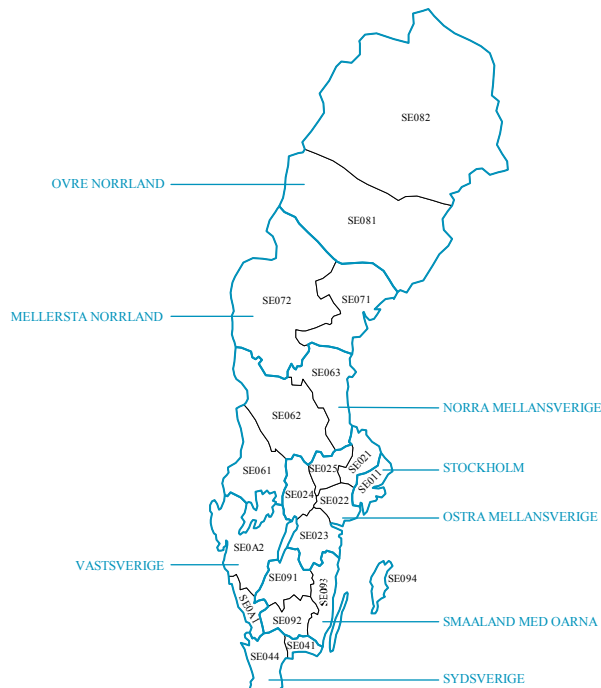 SE082
OVRE NORRLAND
SE081
SE072
SE071
MELLERSTA NORRLAND
SE063
SE062
NORRA MELLANSVERIGE
SE061
SE025
SE021
STOCKHOLM
SE011
SE024
SE022
OSTRA MELLANSVERIGE
SE023
SE0A2
VASTSVERIGE
SE091
SE093
SE094
SE0A1
SE092
SMAALAND MED OARNA
SE041
SE044
SYDSVERIGE